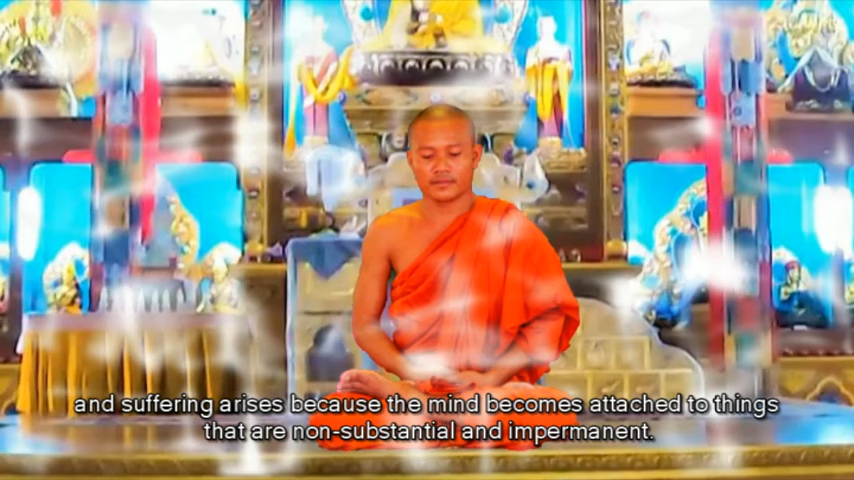 and suffering arises because the mind becomes attached to things
that are non-substantial and impermanent.